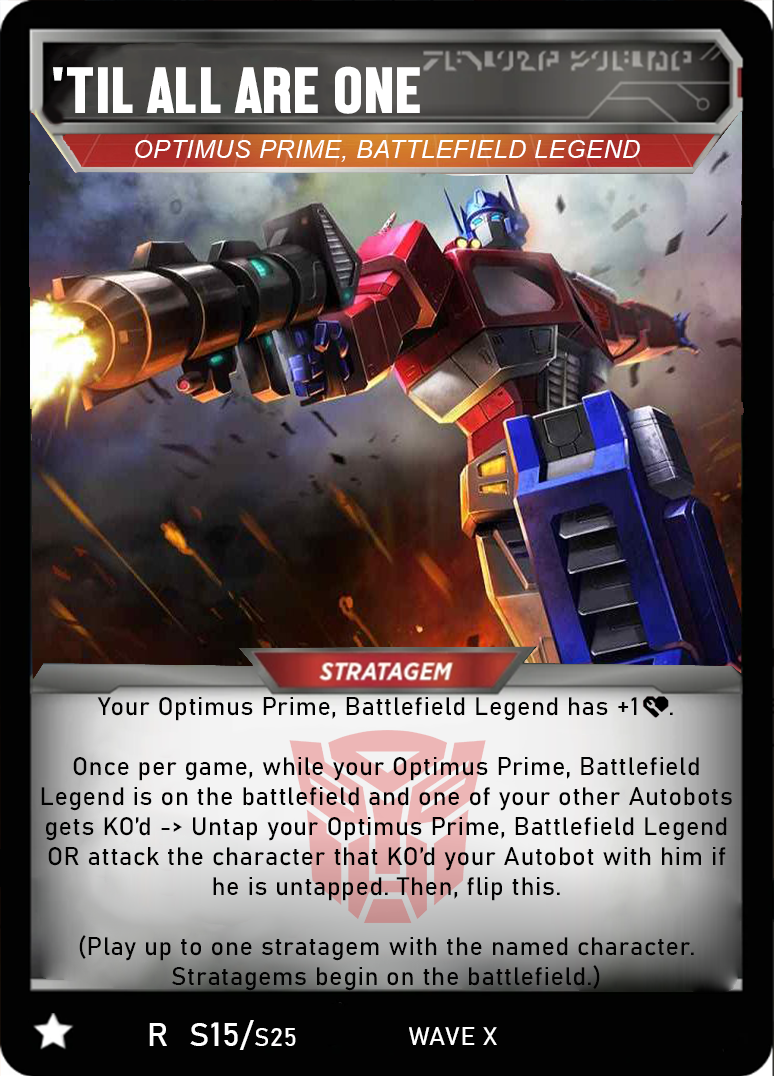 'TIL ALL ARE ONE
OPTIMUS PRIME, BATTLEFIELD LEGEND
STRATAGEM
Your Optimus Prime, Battlefield Legend has +1.
Once per game, while your Optimus Prime, Battlefield
Legend is on the battlefield and one of your other Autobots
gets KO'd -> Untap your Optimus Prime, Battlefield Legend
OR attack the character that KO'd your Autobot with him if
he is untapped. Then, flip this.
(Play up to one stratagem with the named character.
Stratagems begin on the battlefield.)
R S15/S25 WAVE X